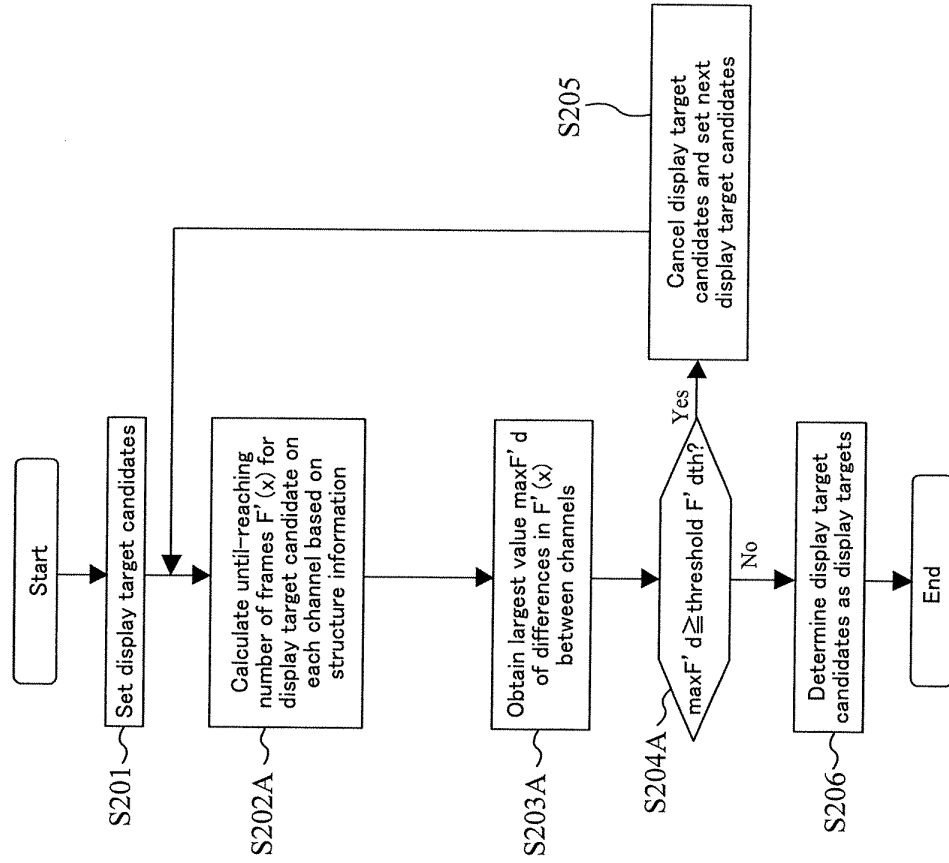 Start
S201
Set display target candidates
S202A
Calculate until-reaching
number of frames F'(x) for
display target candidate on
each channel based on
structure information
S203A
Obtain largest value maxF' d
of differences in F'(x)
between channels
S204A
maxF' d≧threshold F' dth?
Yes
No
S205
Cancel display target
candidates and set next
display target candidates
S206
Determine display target
candidates as display targets
End